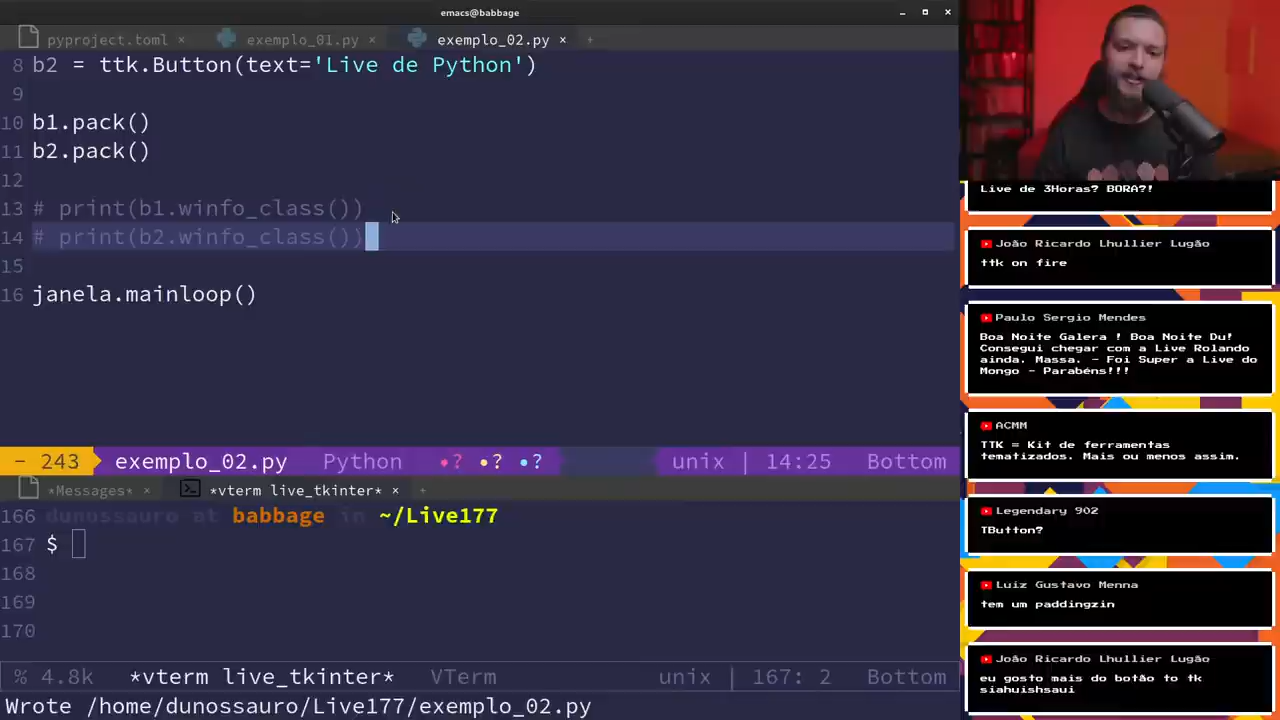 emacs@babbage
pyproject.toml × exemplo_01.py × exemplo_02.py × +
8 b2 = ttk.Button(text='Live de Python')
9
10 b1.pack()
11 b2.pack()
12
13 # print(b1.winfo_class())
14 # print(b2.winfo_class())
15
16 janela.mainloop()
- 243 exemplo_02.py Python •? •? •? unix | 14:25 Bottom
*Messages* × *vterm live_tkinter* × +
166 dunossauro at babbage in ~/Live177
167 $
168
169
170
% 4.8k *vterm live_tkinter* VTerm unix | 167: 2 Bottom
Wrote /home/dunossauro/Live177/exemplo_02.py
Live de 3Horas? BORA?!
João Ricardo Lhullier Lugão
ttk on fire
Paulo Sergio Mendes
Boa Noite Galera ! Boa Noite Du!
Consegui chegar com a Live Rolando
ainda. Massa. - Foi Super a Live do
Mongo - Parabéns!!!
ACMM
TTK = Kit de ferramentas
tematizados. Mais ou menos assim.
Legendary 902
TButton?
Luiz Gustavo Menna
tem um paddingzin
João Ricardo Lhullier Lugão
eu gosto mais do botão to tk
siahuishsaui